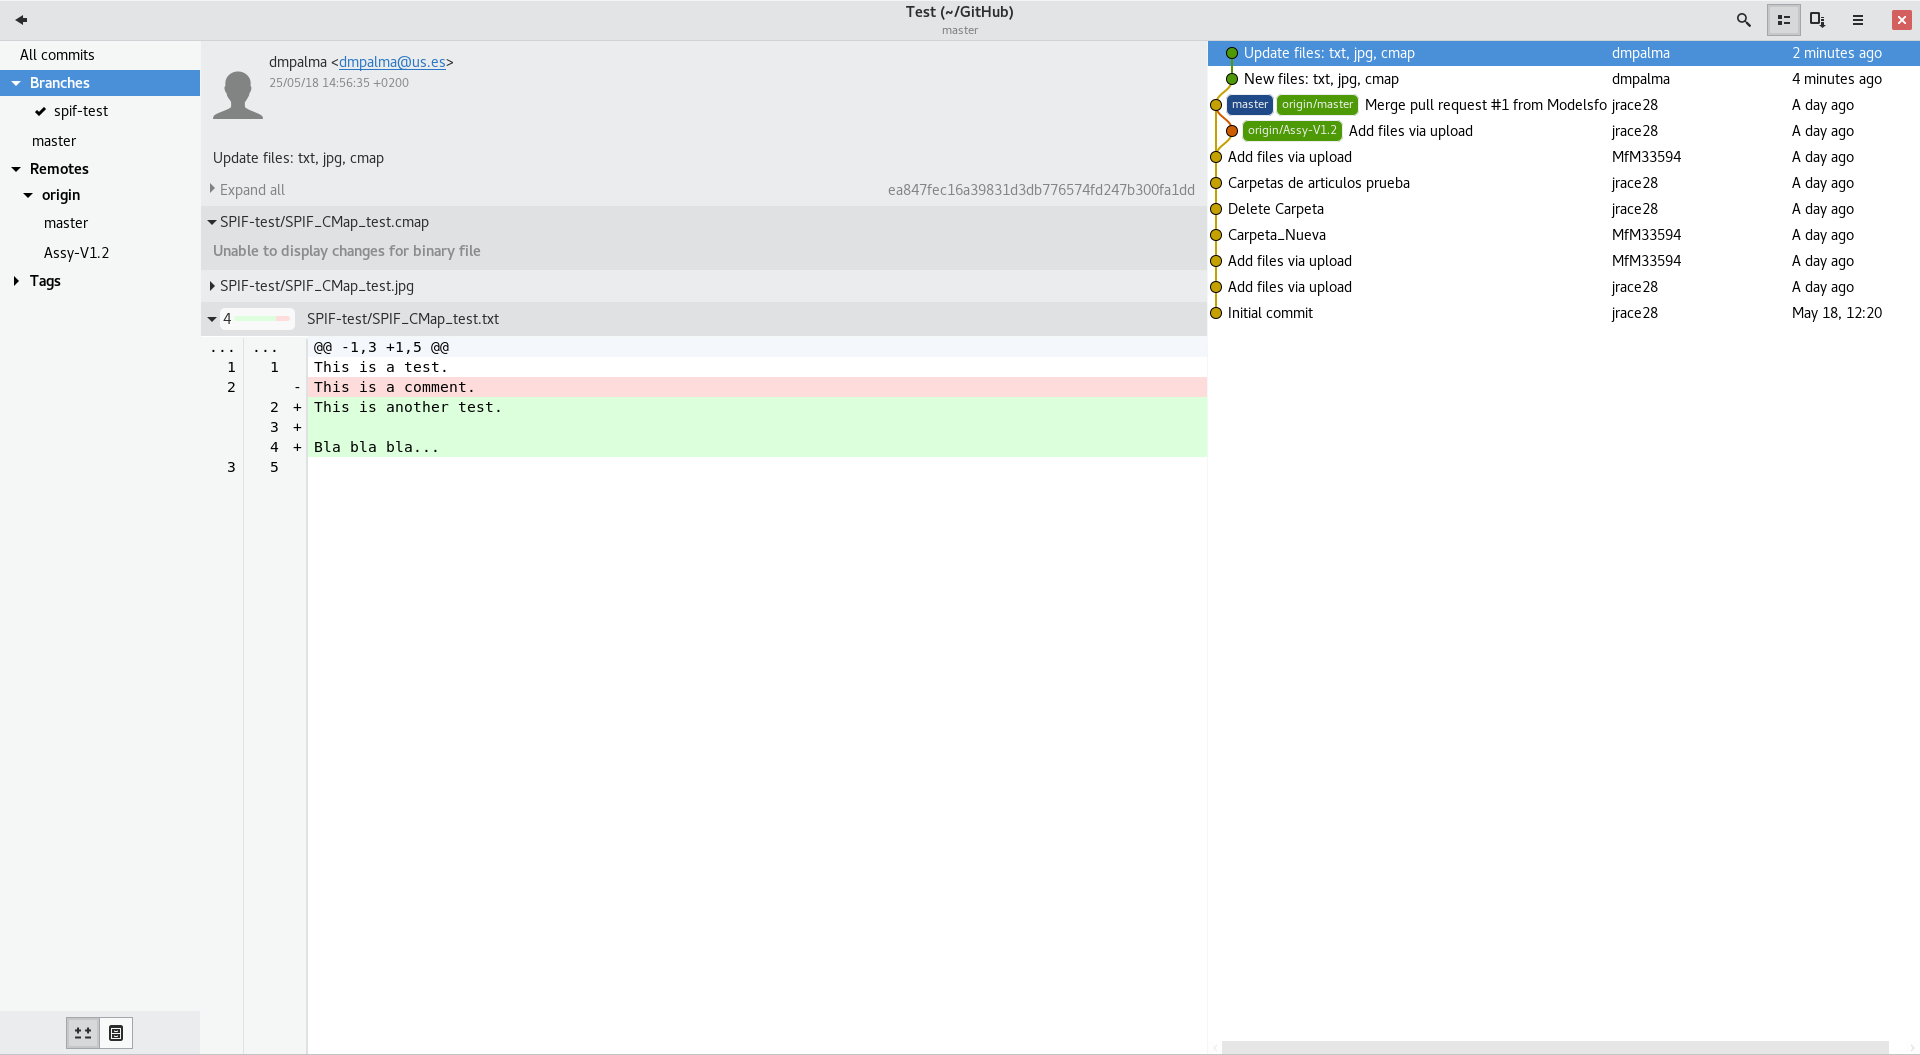 Test (~/GitHub)
master
All commits
Branches
spif-test
master
Remotes
origin
master
Assy-V1.2
Tags
dmpalma <dmpalma@us.es>
25/05/18 14:56:35 +0200
Update files: txt, jpg, cmap
Expand all ea847fec16a39831d3db776574fd247b300fa1dd
SPIF-test/SPIF_CMap_test.cmap
Unable to display changes for binary file
SPIF-test/SPIF_CMap_test.jpg
4 SPIF-test/SPIF_CMap_test.txt
... ... @@ -1,3 +1,5 @@
1 1 This is a test.
2 - This is a comment.
2 + This is another test.
3 +
4 + Bla bla bla...
3 5
Update files: txt, jpg, cmap dmpalma 2 minutes ago
New files: txt, jpg, cmap dmpalma 4 minutes ago
master origin/master Merge pull request #1 from Modelsfo jrace28 A day ago
origin/Assy-V1.2 Add files via upload jrace28 A day ago
Add files via upload MfM33594 A day ago
Carpetas de articulos prueba jrace28 A day ago
Delete Carpeta jrace28 A day ago
Carpeta_Nueva MfM33594 A day ago
Add files via upload MfM33594 A day ago
Add files via upload jrace28 A day ago
Initial commit jrace28 May 18, 12:20